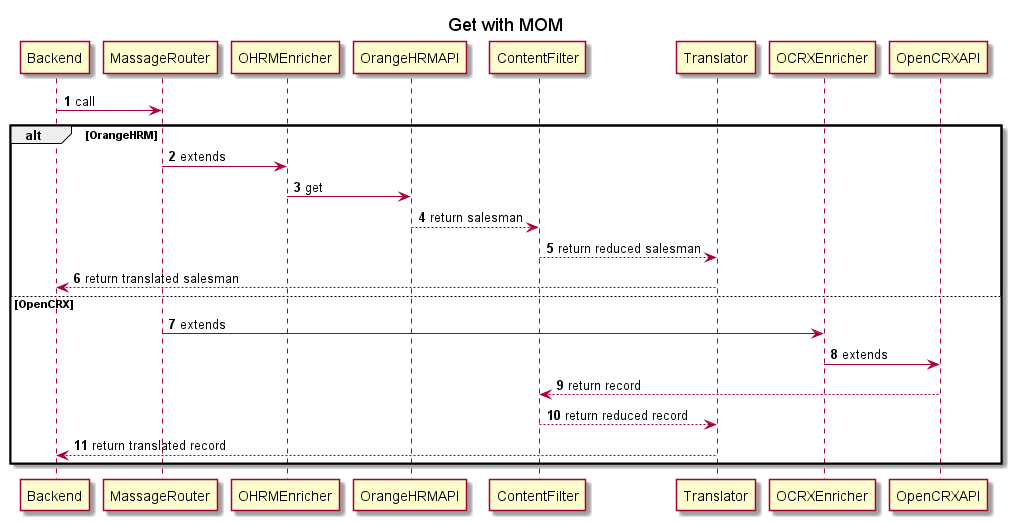 Get with MOM
Backend MassageRouter OHRMEnricher OrangeHRMAPI ContentFilter Translator OCRXEnricher OpenCRXAPI
1 call
alt [OrangeHRM]
2 extends
3 get
4 return salesman
5 return reduced salesman
6 return translated salesman
[OpenCRX]
7 extends
8 extends
9 return record
10 return reduced record
11 return translated record
Backend MassageRouter OHRMEnricher OrangeHRMAPI ContentFilter Translator OCRXEnricher OpenCRXAPI